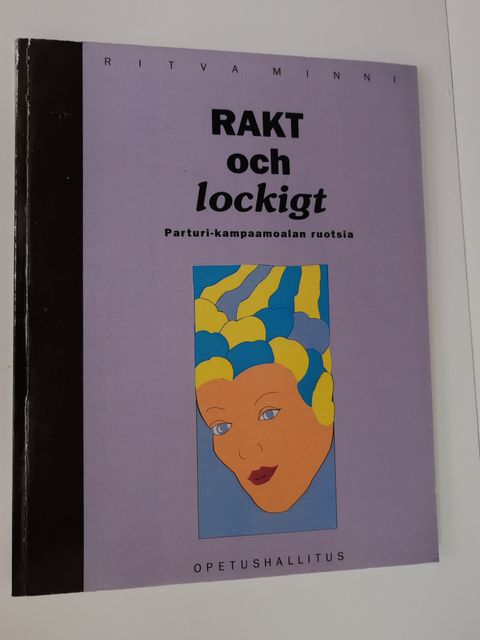 RITVA MINNI
RAKT
och
lockigt
Parturi-kampaamoalan ruotsia
OPETUSHALLITUS